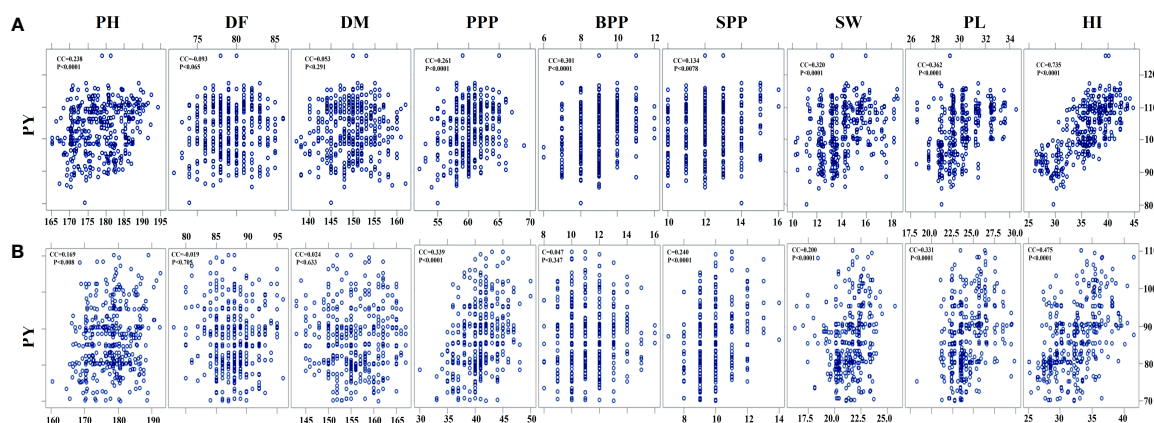 A PH DF DM PPP BPP SPP SW PL HI
75 80 85 6 8 10 12 26 28 30 32 34
CC=0.238 CC=-0.093 CC=0.053 CC=0.261 CC=0.301 CC=0.134 CC=0.320 CC=0.362 CC=0.735
P<0.0001 P<0.065 P<0.291 P<0.0001 P<0.0001 P<0.0078 P<0.0001 P<0.0001 P<0.0001
PY
120
110
100
90
80
165 170 175 180 185 190 195 140 145 150 155 160 55 60 65 70 10 12 14 16 10 12 14 16 18 25 30 35 40 45
B 80 85 90 95 6 8 10 12 14 16 17.5 20.0 22.5 25.0 27.5 30.0
CC=0.169 CC=-0.019 CC=0.024 CC=0.339 CC=0.047 CC=0.240 CC=0.200 CC=0.331 CC=0.475
P<0.008 P<0.705 P<0.633 P<0.0001 P<0.347 P<0.0001 P<0.0001 P<0.0001 P<0.0001
PY
110
100
90
80
70
160 170 180 190 145 150 155 160 165 30 35 40 45 50 8 10 12 14 17.5 20.0 22.5 25.0 25 30 35 40